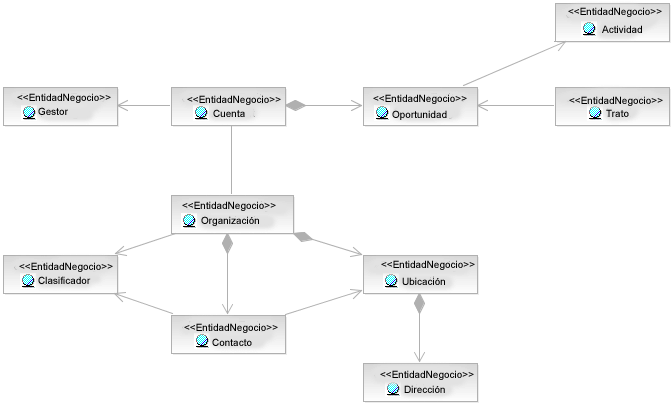 <<EntidadNegocio>>
Actividad
<<EntidadNegocio>>
Gestor
<<EntidadNegocio>>
Cuenta
<<EntidadNegocio>>
Oportunidad
<<EntidadNegocio>>
Trato
<<EntidadNegocio>>
Organización
<<EntidadNegocio>>
Clasificador
<<EntidadNegocio>>
Ubicación
<<EntidadNegocio>>
Contacto
<<EntidadNegocio>>
Dirección